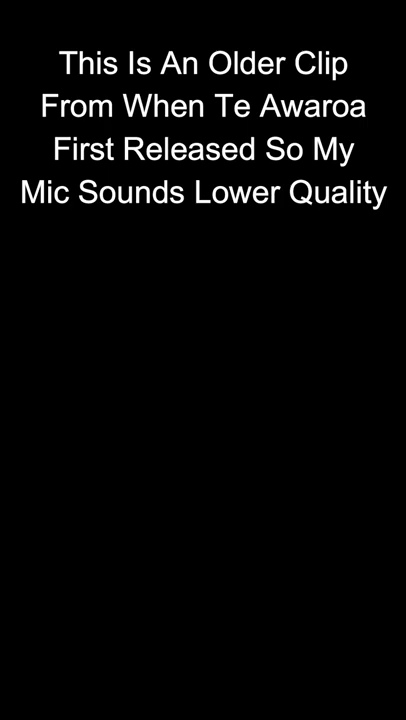 This Is An Older Clip
From When Te Awaroa
First Released So My
Mic Sounds Lower Quality